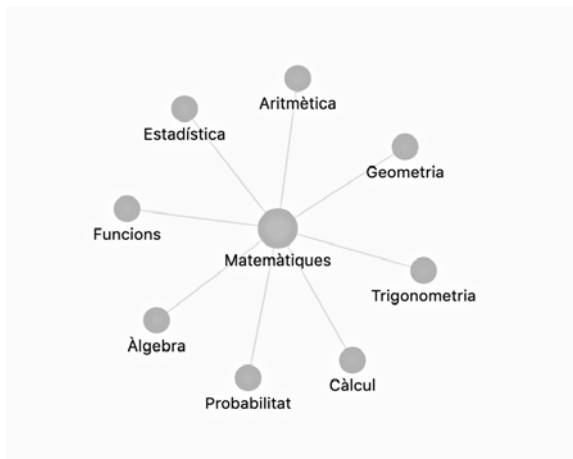 Aritmètica
Estadística
Geometria
Funcions
Matemàtiques
Trigonometria
Àlgebra
Càlcul
Probabilitat